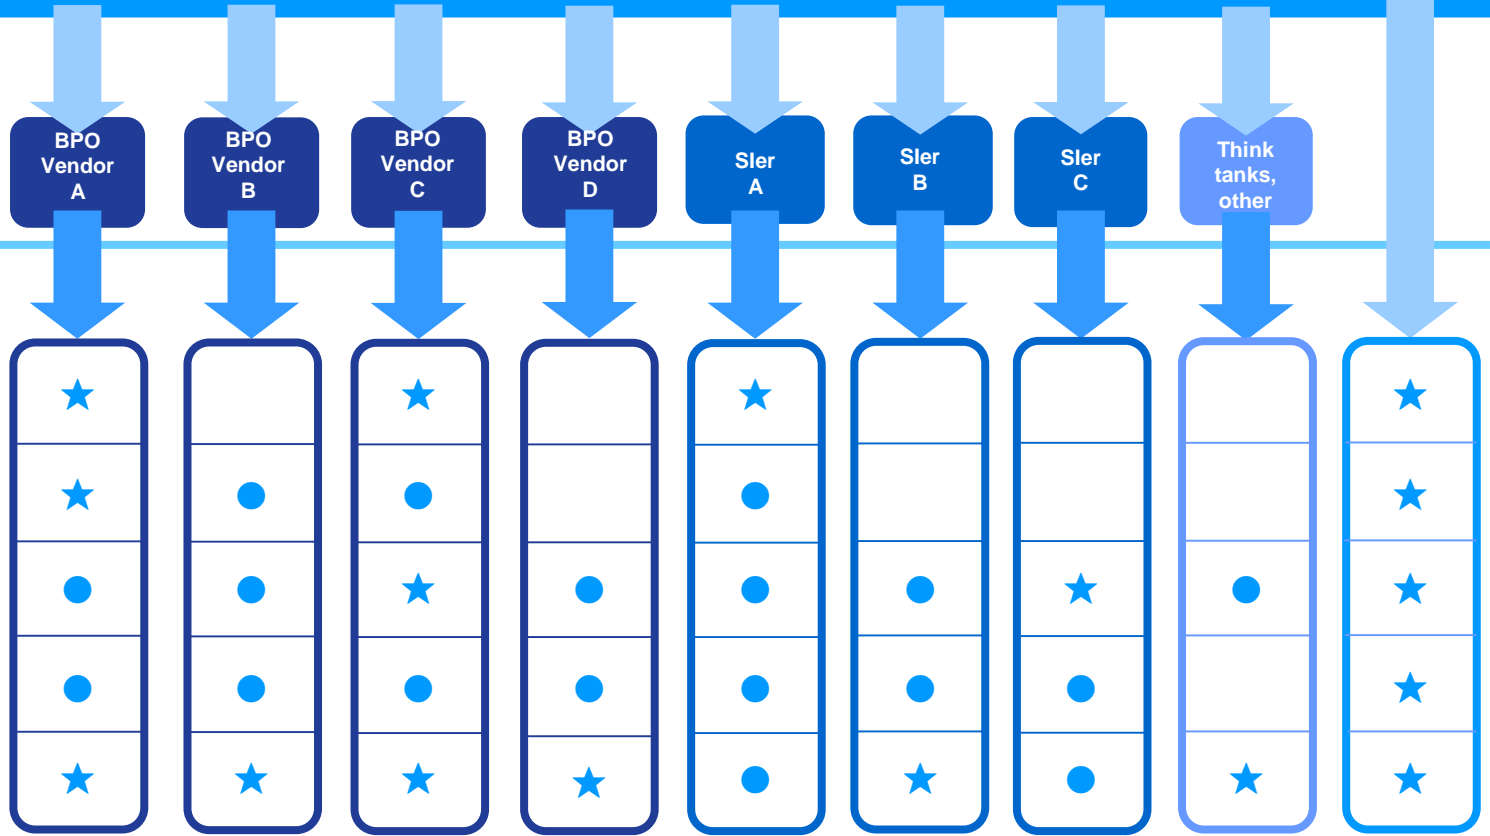 BPO
Vendor
A
BPO
Vendor
B
BPO
Vendor
C
BPO
Vendor
D
SIer
A
SIer
B
SIer
C
Think
tanks,
other